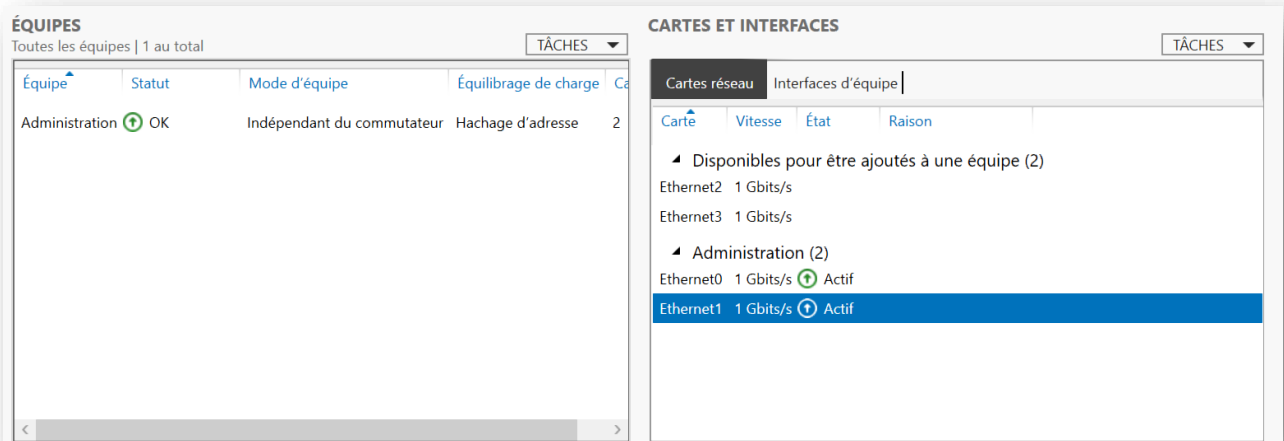 ÉQUIPES
Toutes les équipes | 1 au total
TÂCHES
Équipe Statut Mode d'équipe Équilibrage de charge Ca
Administration OK Indépendant du commutateur Hachage d'adresse 2
CARTES ET INTERFACES
TÂCHES
Cartes réseau Interfaces d'équipe
Carte Vitesse État Raison
Disponibles pour être ajoutés à une équipe (2)
Ethernet2 1 Gbits/s
Ethernet3 1 Gbits/s
Administration (2)
Ethernet0 1 Gbits/s Actif
Ethernet1 1 Gbits/s Actif